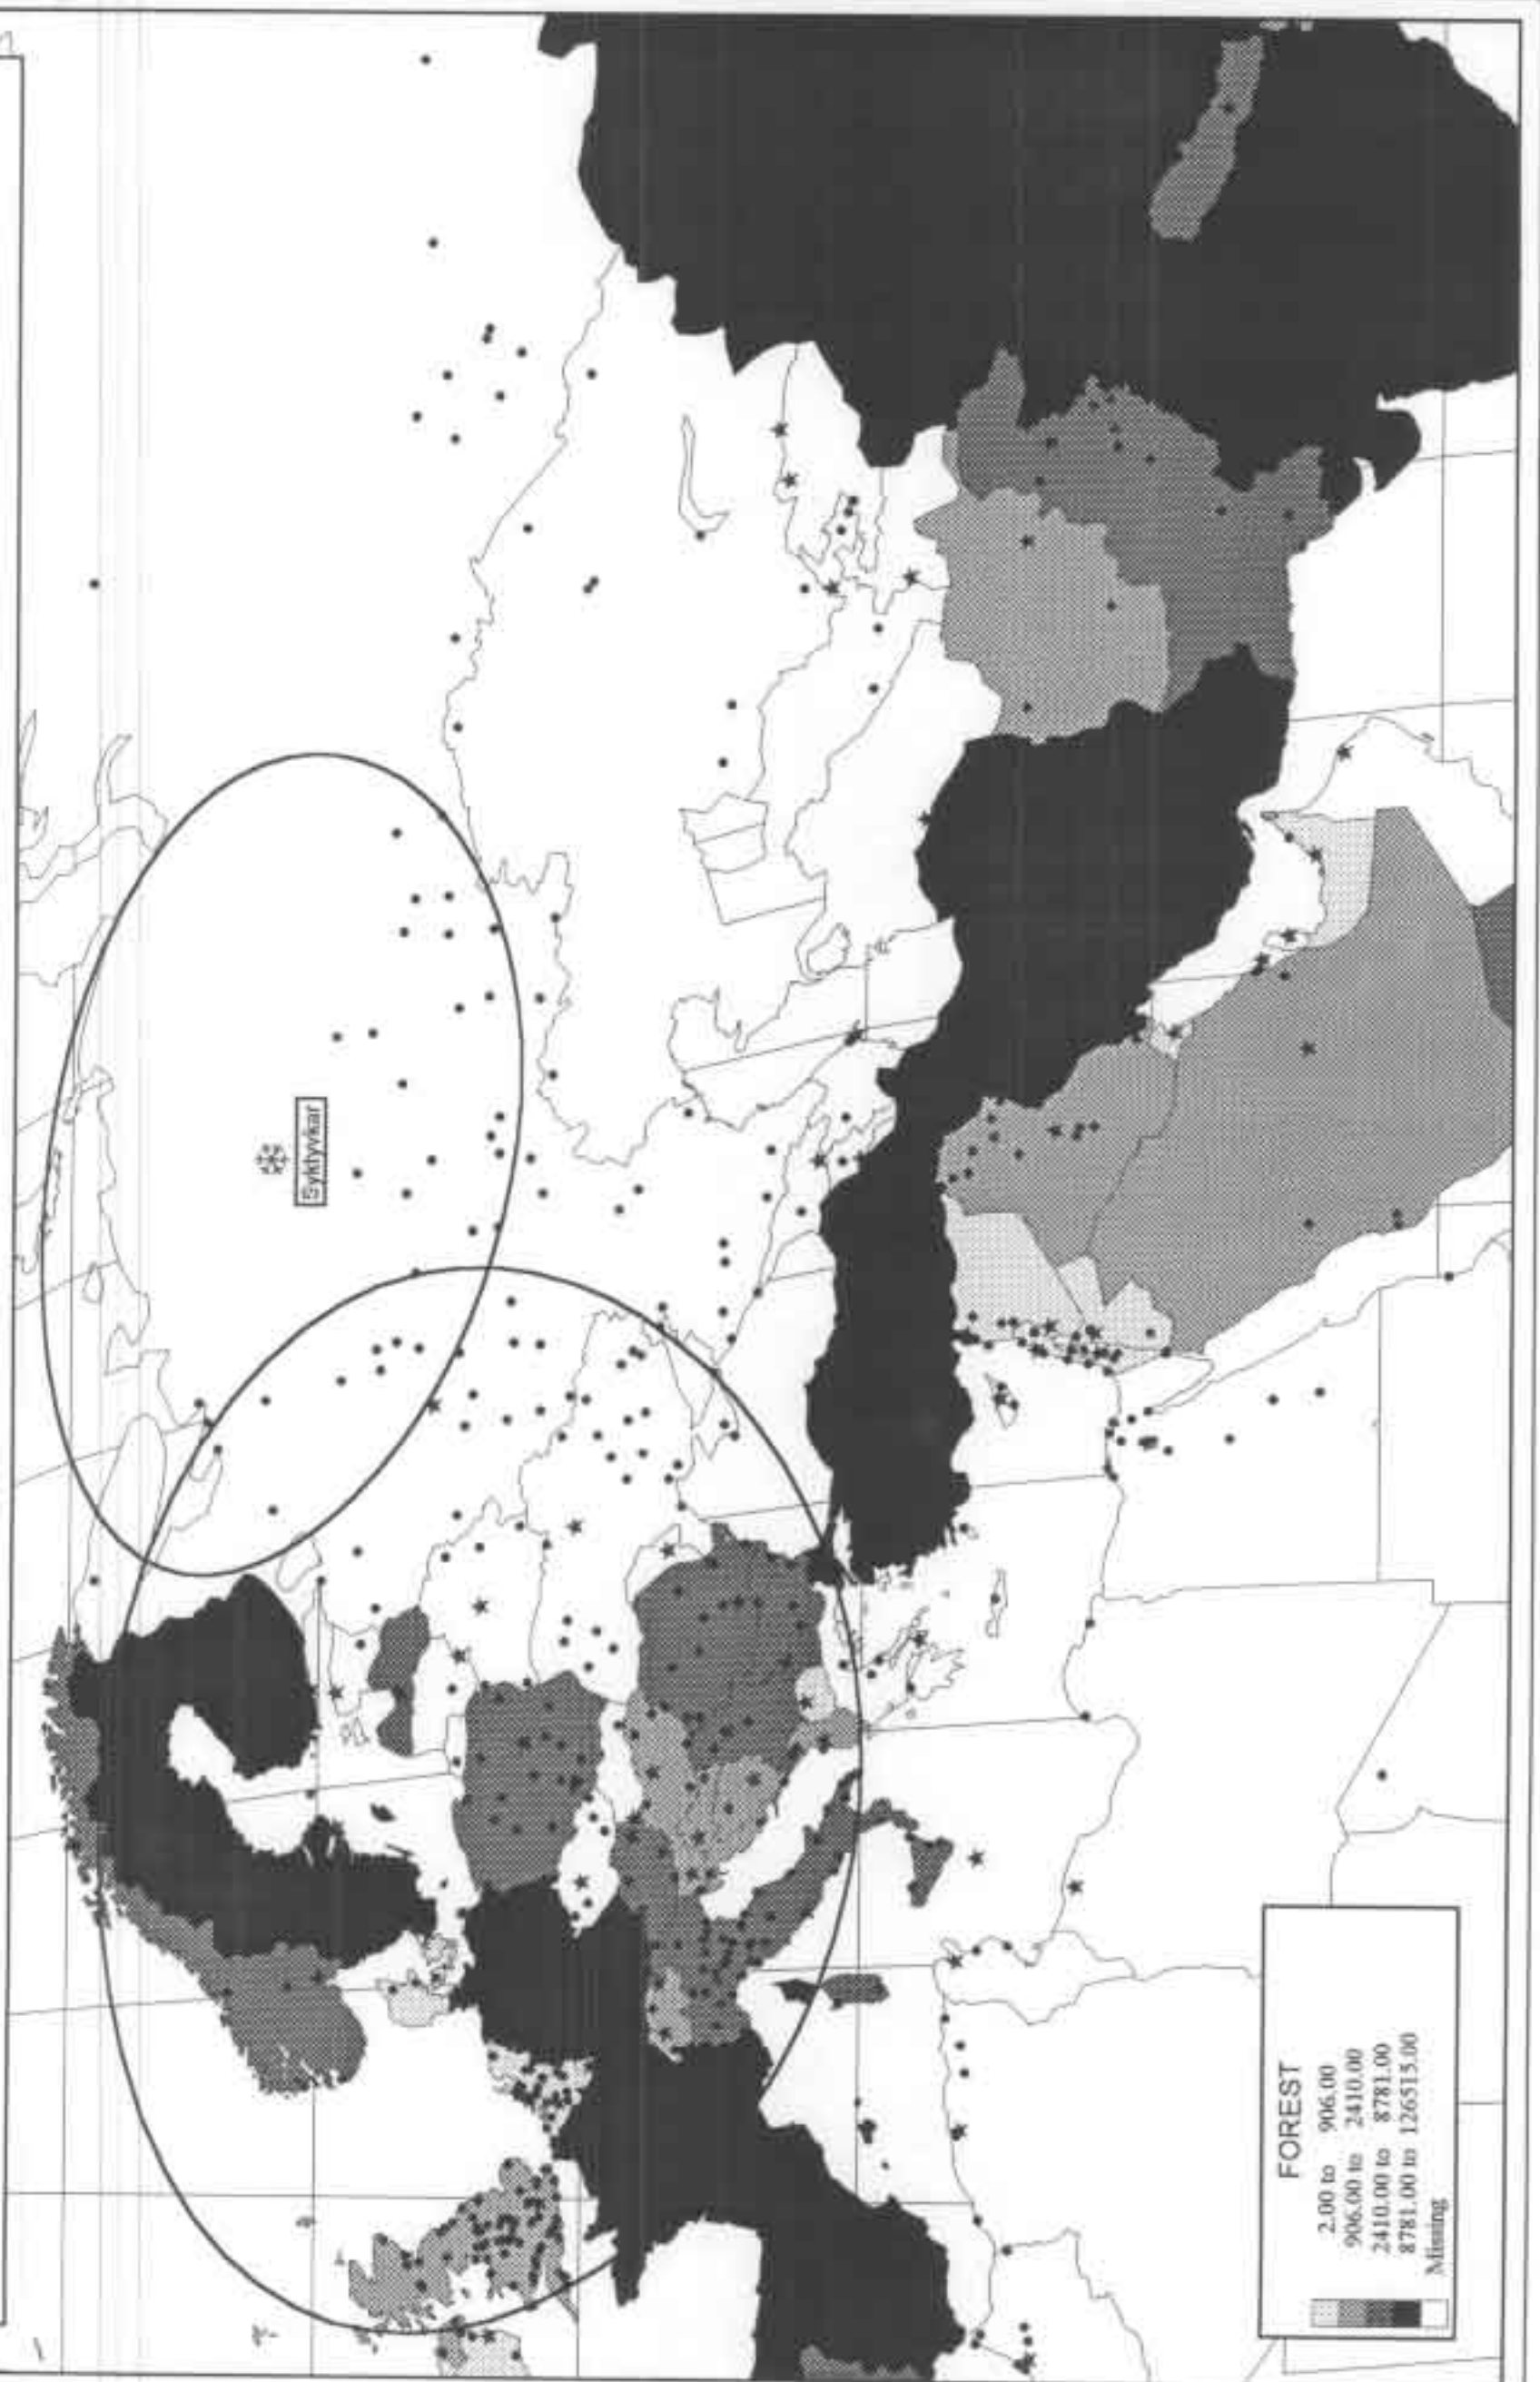 Syktyvkar
FOREST
2.00 to 906.00
906.00 to 2410.00
2410.00 to 8781.00
8781.00 to 126515.00
Missing